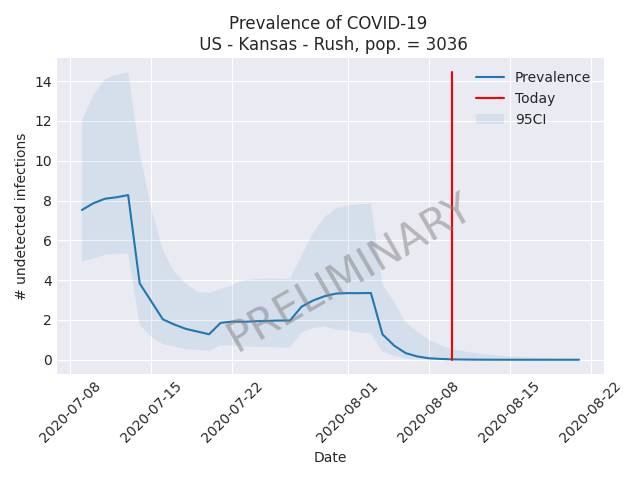 Prevalence of COVID-19
US - Kansas - Rush, pop. = 3036
14
12
10
8
6
4
2
0
# undetected infections
Prevalence
Today
95CI
PRELIMINARY
2020-07-08
2020-07-15
2020-07-22
2020-08-01
2020-08-08
2020-08-15
2020-08-22
Date